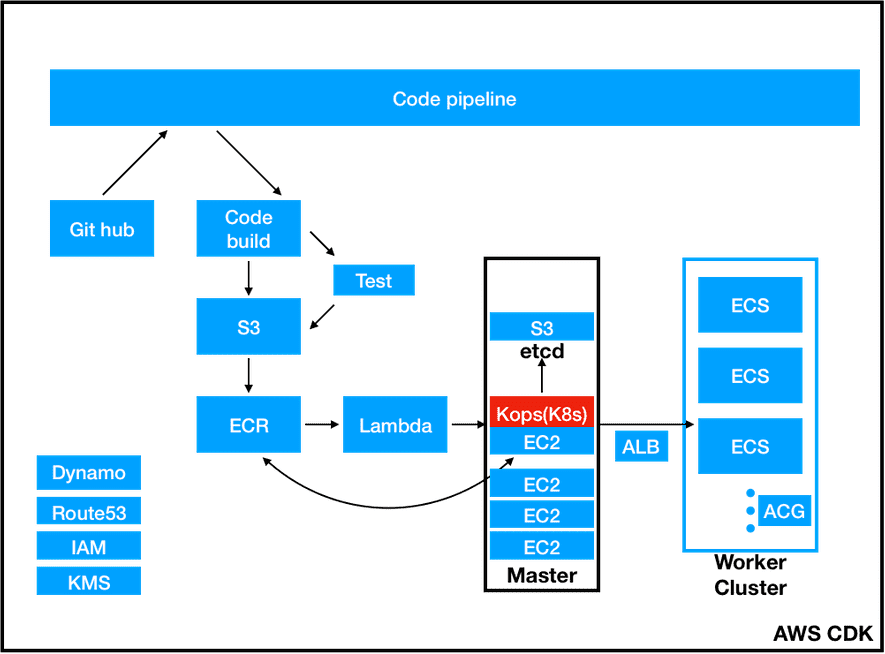 Code pipeline
Git hub
Code
build
Test
S3
S3
etcd
ECR
Lambda
Kops(K8s)
EC2
EC2
EC2
EC2
Master
ALB
ECS
ECS
ECS
ACG
Worker
Cluster
Dynamo
Route53
IAM
KMS
AWS CDK